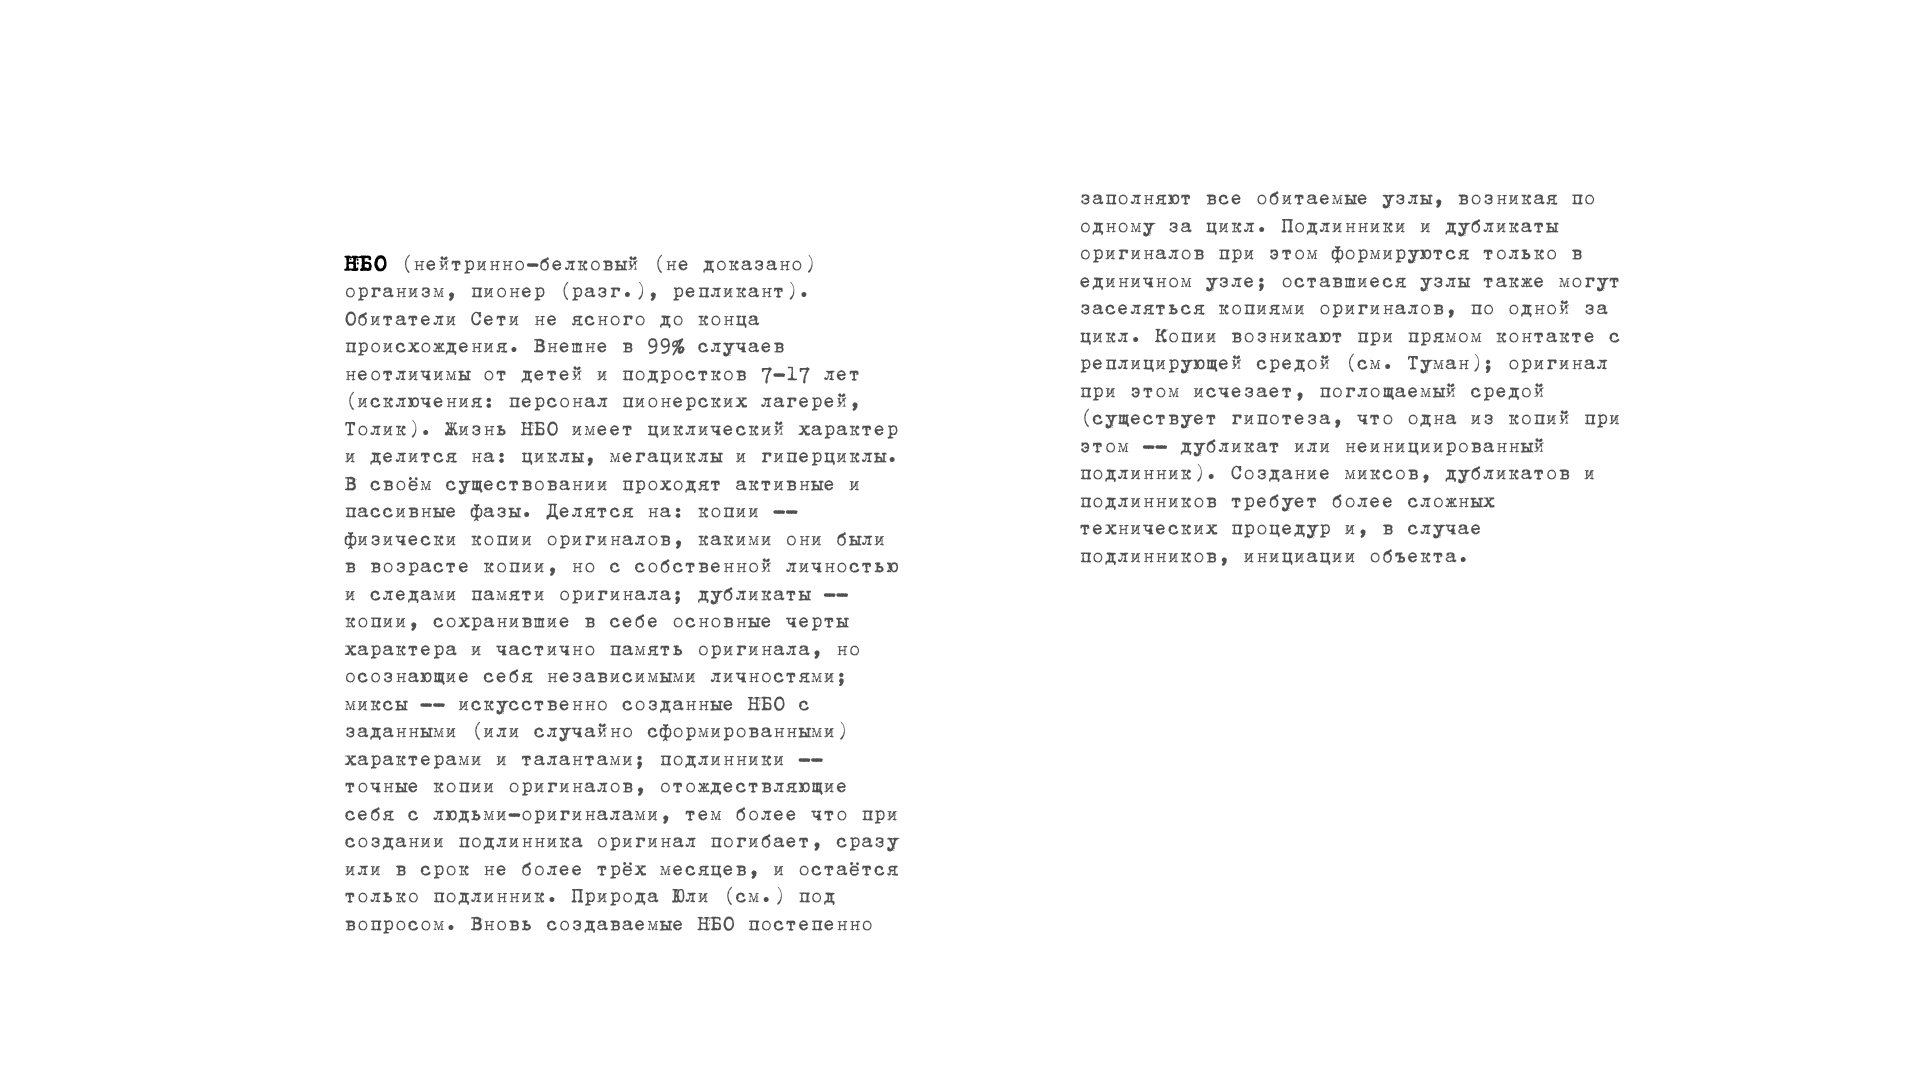 НБО (нейтринно-белковый (не доказано)
организм, пионер (разг.), репликант).
Обитатели Сети не ясного до конца
происхождения. Внешне в 99% случаев
неотличимы от детей и подростков 7-17 лет
(исключения: персонал пионерских лагерей,
Толик). Жизнь НБО имеет циклический характер
и делится на: циклы, мегациклы и гиперциклы.
В своём существовании проходят активные и
пассивные фазы. Делятся на: копии --
физически копии оригиналов, какими они были
в возрасте копии, но с собственной личностью
и следами памяти оригинала; дубликаты --
копии, сохранившие в себе основные черты
характера и частично память оригинала, но
осознающие себя независимыми личностями;
миксы -- искусственно созданные НБО с
заданными (или случайно сформированными)
характерами и талантами; подлинники --
точные копии оригиналов, отождествляющие
себя с людьми-оригиналами, тем более что при
создании подлинника оригинал погибает, сразу
или в срок не более трёх месяцев, и остаётся
только подлинник. Природа Юли (см.) под
вопросом. Вновь создаваемые НБО постепенно
заполняют все обитаемые узлы, возникая по
одному за цикл. Подлинники и дубликаты
оригиналов при этом формируются только в
единичном узле; оставшиеся узлы также могут
заселяться копиями оригиналов, по одной за
цикл. Копии возникают при прямом контакте с
реплицирующей средой (см. Туман); оригинал
при этом исчезает, поглощаемый средой
(существует гипотеза, что одна из копий при
этом -- дубликат или неинициированный
подлинник). Создание миксов, дубликатов и
подлинников требует более сложных
технических процедур и, в случае
подлинников, инициации объекта.